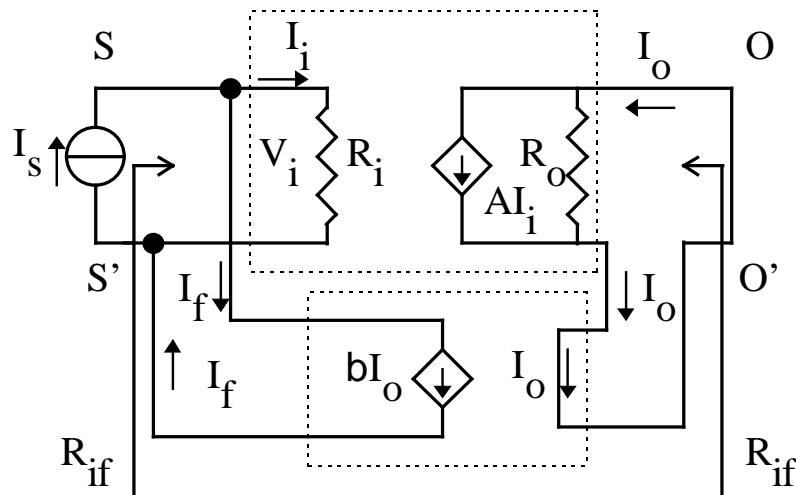 S
I_i
I_o
O
I_s
V_i
R_i
R_o
AI_i
S'
I_f
I_o
O'
I_f
bI_o
I_o
R_if
R_if